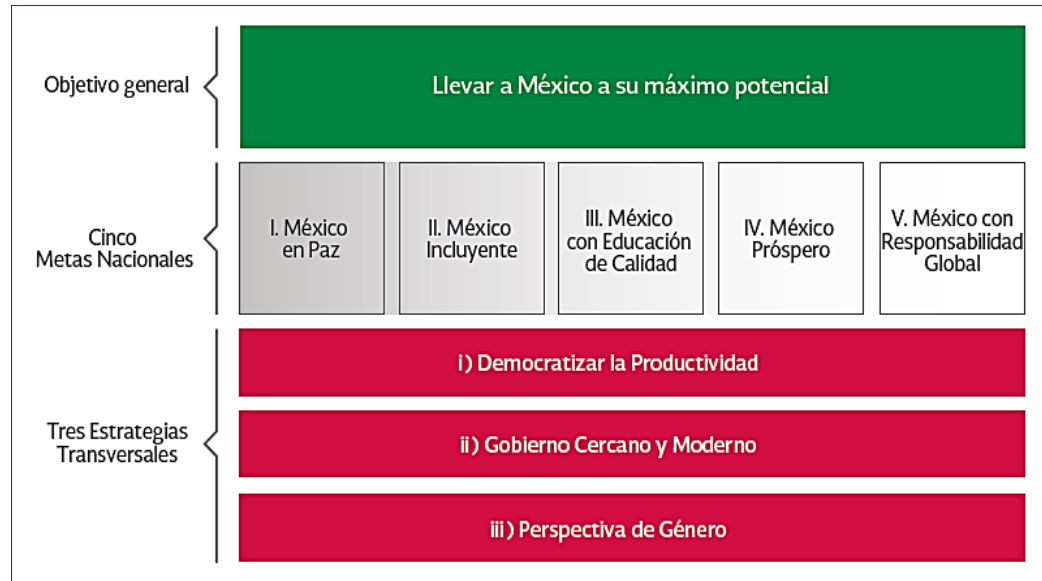 Objetivo general
Llevar a México a su máximo potencial
Cinco
Metas Nacionales
I. México
en Paz
II. México
Incluyente
III. México
con Educación
de Calidad
IV. México
Próspero
V. México con
Responsabilidad
Global
Tres Estrategias
Transversales
i) Democratizar la Productividad
ii) Gobierno Cercano y Moderno
iii) Perspectiva de Género